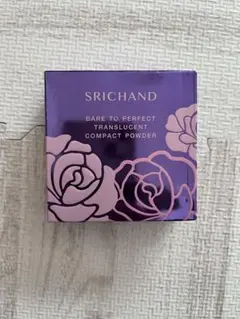 SRICHAND
BARE TO PERFECT
TRANSLUCENT
COMPACT POWDER